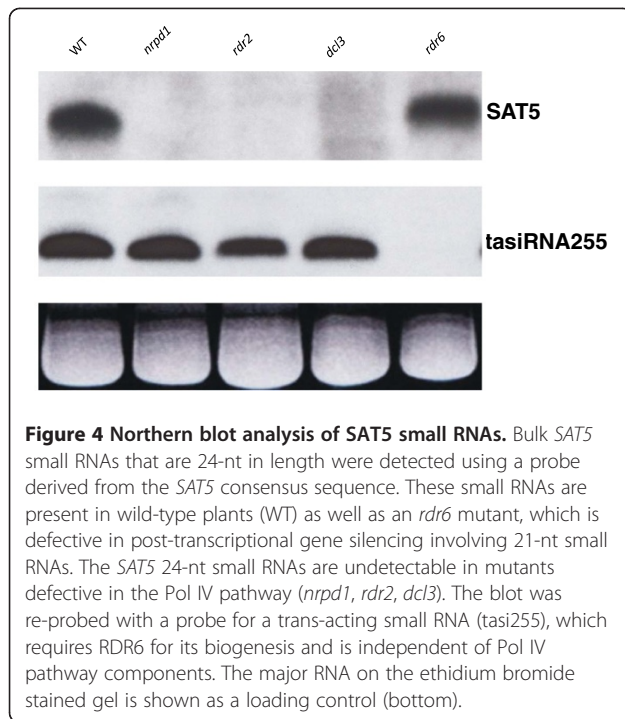 WT nrpd1 rdr2 dcl3 rdr6
SAT5
tasiRNA255
Figure 4 Northern blot analysis of SAT5 small RNAs. Bulk SAT5
small RNAs that are 24-nt in length were detected using a probe
derived from the SAT5 consensus sequence. These small RNAs are
present in wild-type plants (WT) as well as an rdr6 mutant, which is
defective in post-transcriptional gene silencing involving 21-nt small
RNAs. The SAT5 24-nt small RNAs are undetectable in mutants
defective in the Pol IV pathway (nrpd1, rdr2, dcl3). The blot was
re-probed with a probe for a trans-acting small RNA (tasi255), which
requires RDR6 for its biogenesis and is independent of Pol IV
pathway components. The major RNA on the ethidium bromide
stained gel is shown as a loading control (bottom).